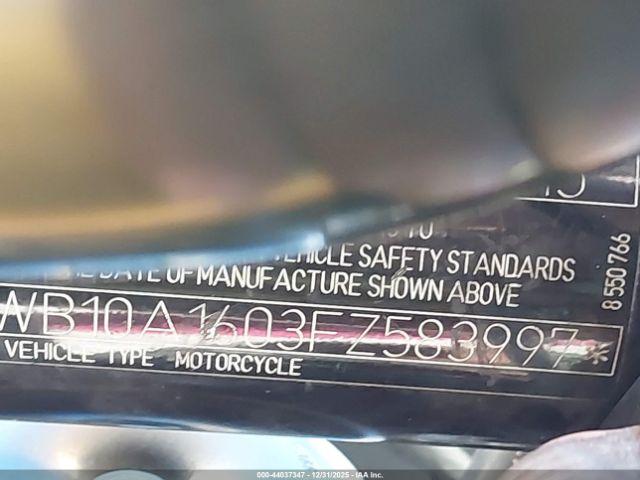 15
VEHICLE SAFETY STANDARDS
DATE OF MANUFACTURE SHOWN ABOVE
WB10A1603FZ583997*
VEHICLE TYPE MOTORCYCLE
8 550 766
000-44037347 - 12/31/2025 - IAA Inc.